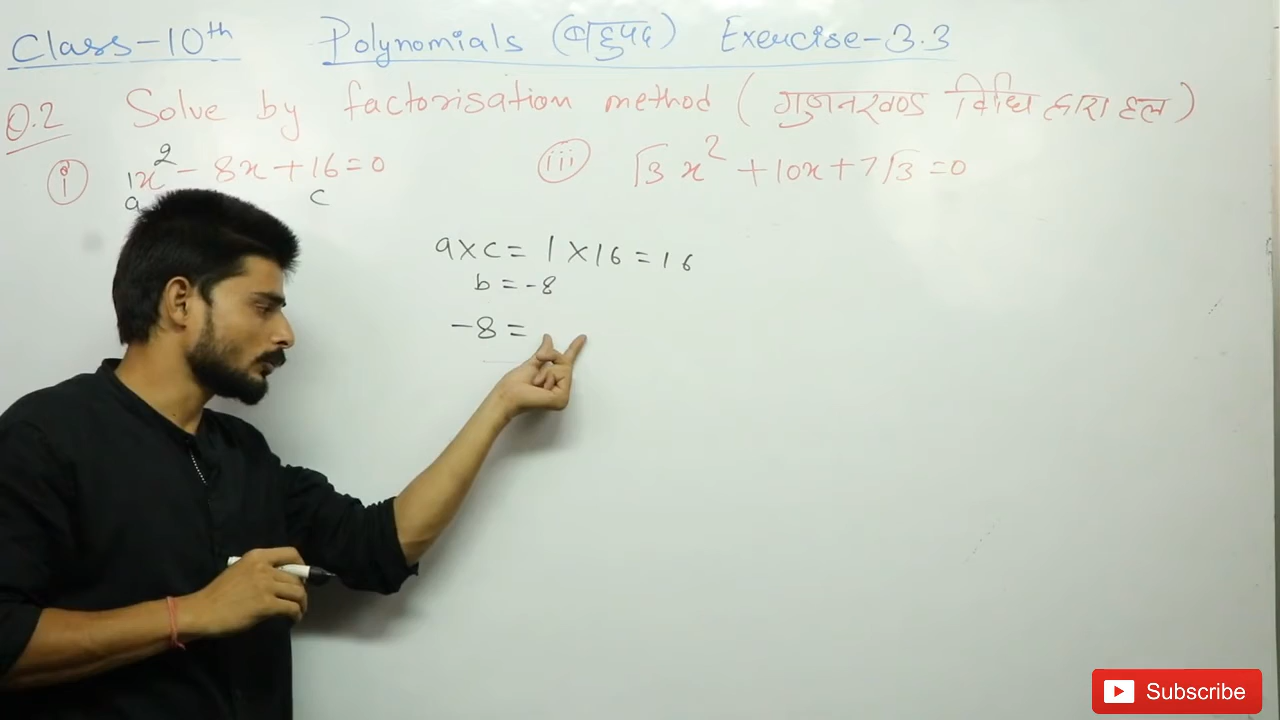 Class-10th Polynomials (बहुपद) Exercise-3.3
Q.2 Solve by factorisation method (गुणनखण्ड विधि द्वारा हल)
(i) 1x² - 8x + 16 = 0 (iii) √3 x² + 10x + 7√3 = 0
a c
a×c = 1×16 = 16
b = -8
-8 =
Subscribe